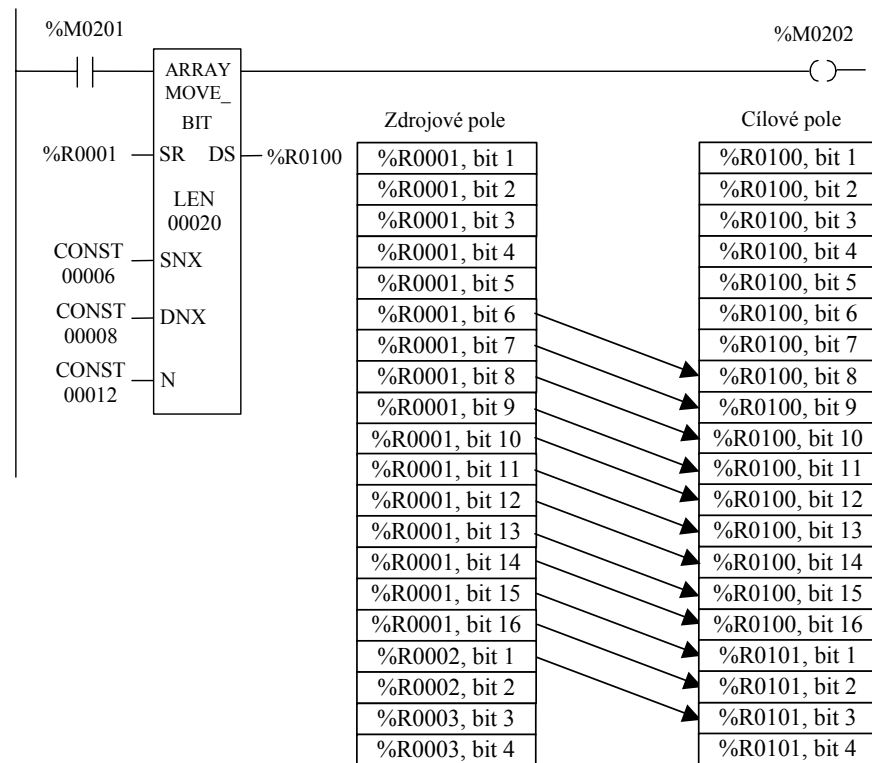 %M0201
%M0202
ARRAY
MOVE_
BIT
%R0001
SR
DS
%R0100
LEN
00020
CONST
00006
SNX
CONST
00008
DNX
CONST
00012
N
Zdrojové pole
%R0001, bit 1
%R0001, bit 2
%R0001, bit 3
%R0001, bit 4
%R0001, bit 5
%R0001, bit 6
%R0001, bit 7
%R0001, bit 8
%R0001, bit 9
%R0001, bit 10
%R0001, bit 11
%R0001, bit 12
%R0001, bit 13
%R0001, bit 14
%R0001, bit 15
%R0001, bit 16
%R0002, bit 1
%R0002, bit 2
%R0003, bit 3
%R0003, bit 4
Cílové pole
%R0100, bit 1
%R0100, bit 2
%R0100, bit 3
%R0100, bit 4
%R0100, bit 5
%R0100, bit 6
%R0100, bit 7
%R0100, bit 8
%R0100, bit 9
%R0100, bit 10
%R0100, bit 11
%R0100, bit 12
%R0100, bit 13
%R0100, bit 14
%R0100, bit 15
%R0100, bit 16
%R0101, bit 1
%R0101, bit 2
%R0101, bit 3
%R0101, bit 4